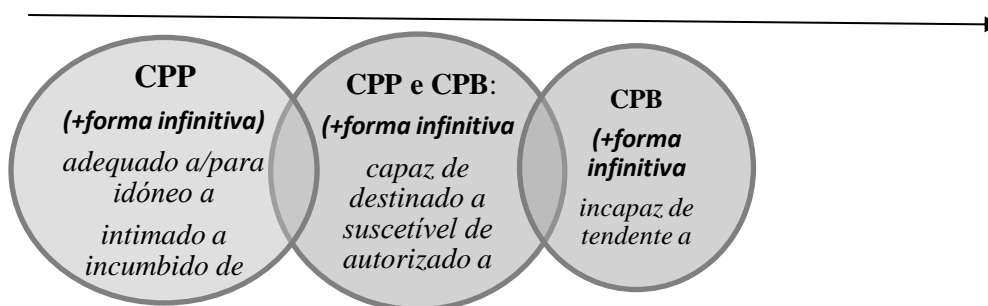 CPP
(+forma infinitiva)
adequado a/para
idóneo a
intimado a
incumbido de
CPP e CPB:
(+forma infinitiva
capaz de
destinado a
suscetível de
autorizado a
CPB
(+forma
infinitiva
incapaz de
tendente a